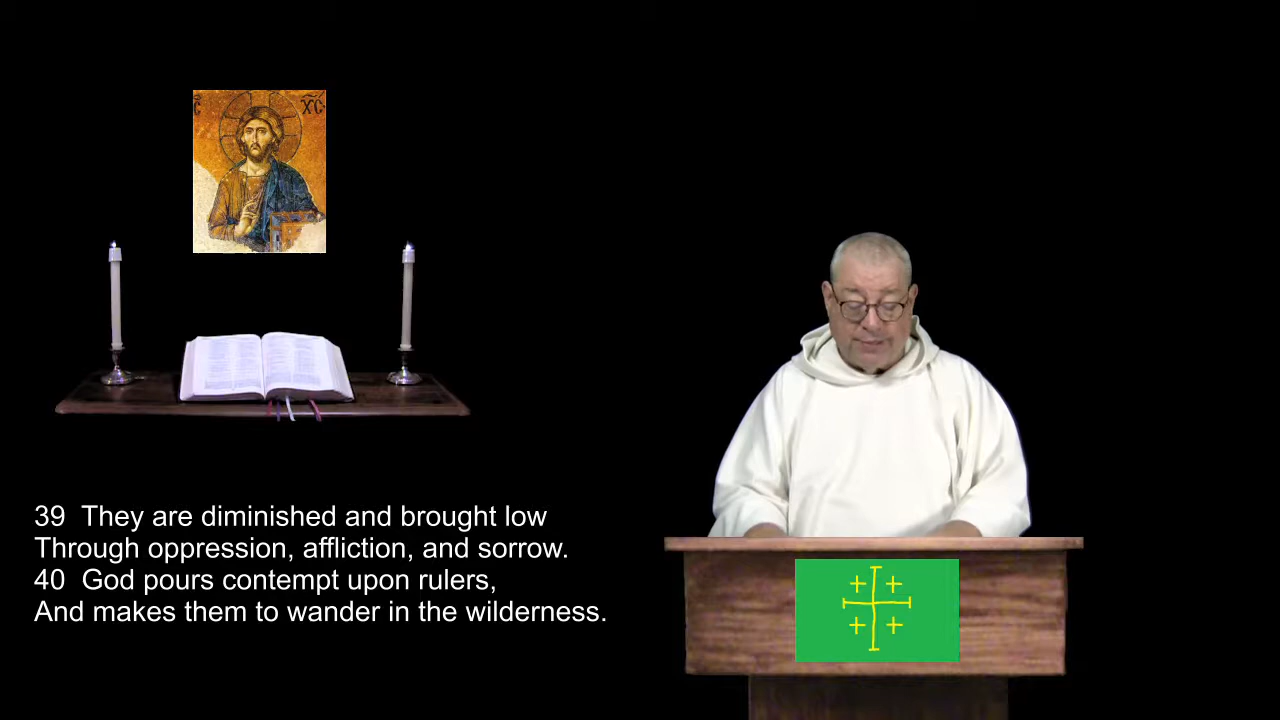 ΧC
39 They are diminished and brought low
Through oppression, affliction, and sorrow.
40 God pours contempt upon rulers,
And makes them to wander in the wilderness.